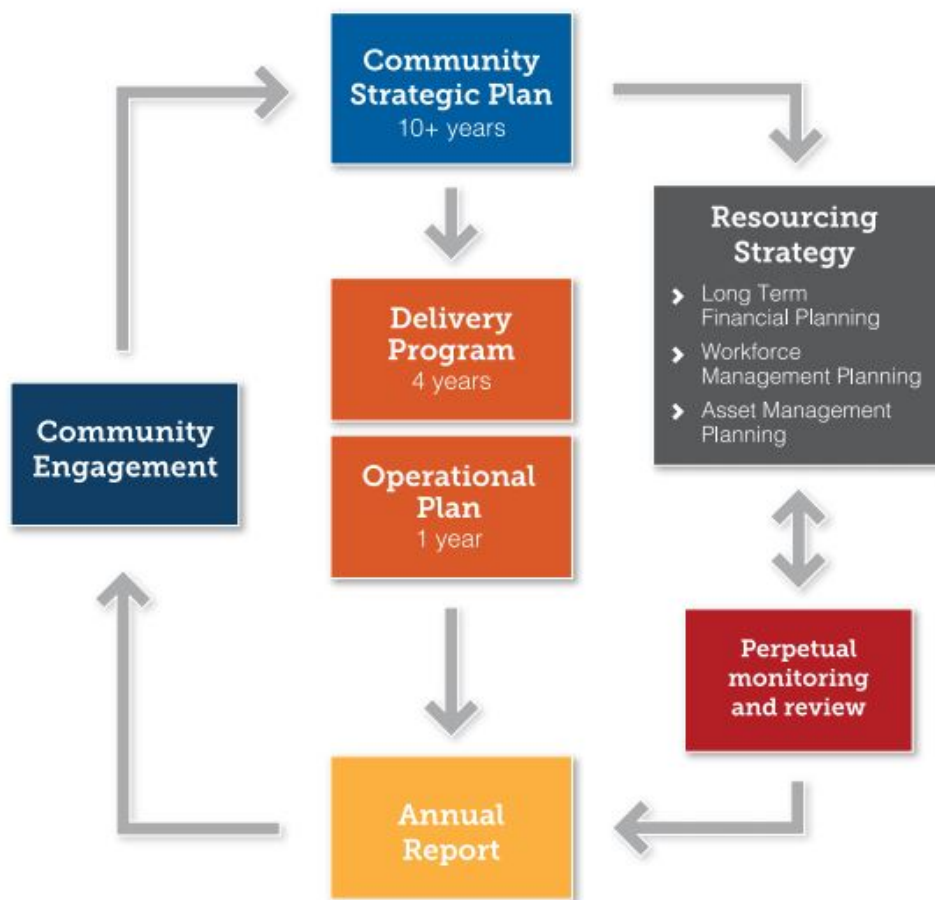 Community
Strategic Plan
10+ years
Resourcing
Strategy
Long Term
Financial Planning
Workforce
Management Planning
Asset Management
Planning
Delivery
Program
4 years
Community
Engagement
Operational
Plan
1 year
Perpetual
monitoring
and review
Annual
Report